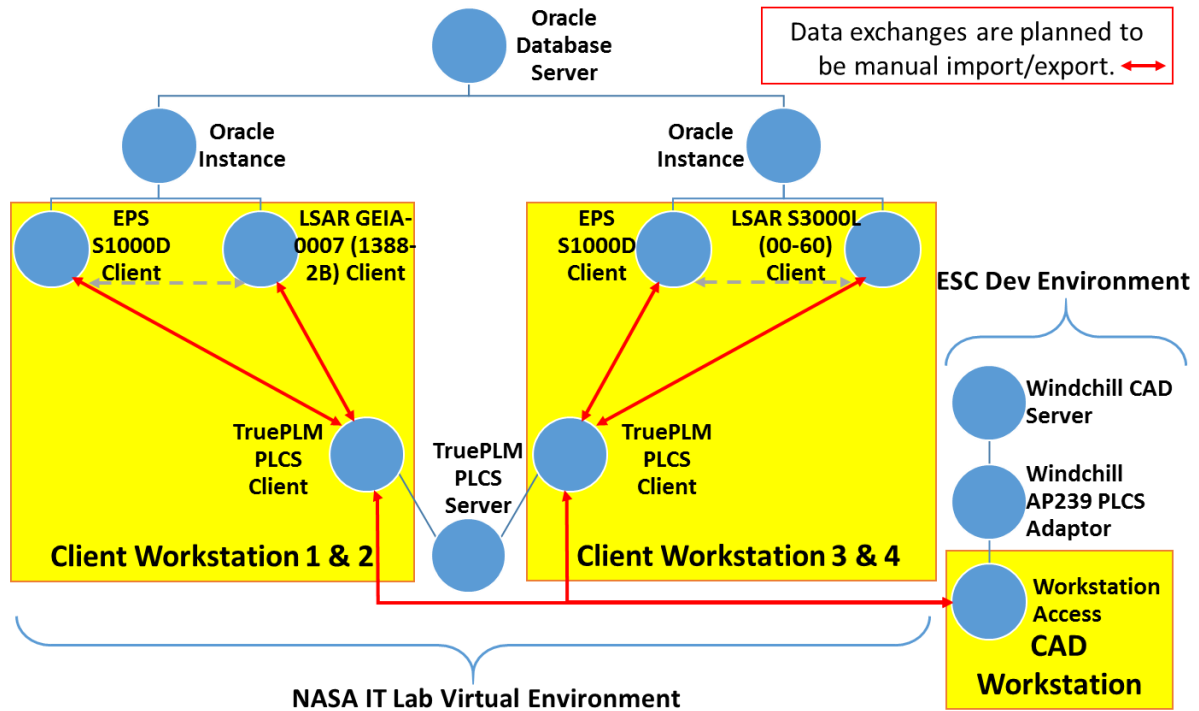 Oracle
Database
Server
Data exchanges are planned to
be manual import/export.
Oracle
Instance
Oracle
Instance
EPS
S1000D
Client
LSAR GEIA-
0007 (1388-
2B) Client
EPS
S1000D
Client
LSAR S3000L
(00-60)
Client
ESC Dev Environment
Windchill CAD
Server
TruePLM
PLCS
Client
TruePLM
PLCS
Server
TruePLM
PLCS
Client
Windchill
AP239 PLCS
Adaptor
Client Workstation 1 & 2
Client Workstation 3 & 4
Workstation
Access
CAD
Workstation
NASA IT Lab Virtual Environment